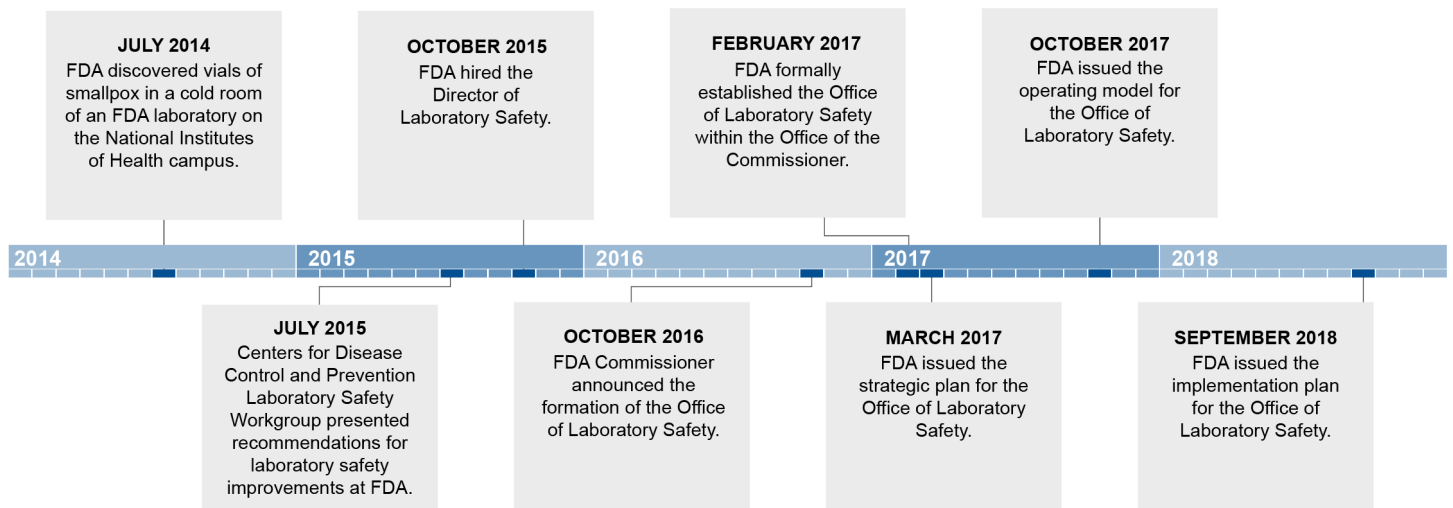 JULY 2014
FDA discovered vials of
smallpox in a cold room
of an FDA laboratory on
the National Institutes
of Health campus.
OCTOBER 2015
FDA hired the
Director of
Laboratory Safety.
FEBRUARY 2017
FDA formally
established the Office
of Laboratory Safety
within the Office of the
Commissioner.
OCTOBER 2017
FDA issued the
operating model for
the Office of
Laboratory Safety.
2014
2015
2016
2017
2018
JULY 2015
Centers for Disease
Control and Prevention
Laboratory Safety
Workgroup presented
recommendations for
laboratory safety
improvements at FDA.
OCTOBER 2016
FDA Commissioner
announced the
formation of the Office
of Laboratory Safety.
MARCH 2017
FDA issued the
strategic plan for the
Office of Laboratory
Safety.
SEPTEMBER 2018
FDA issued the
implementation plan
for the Office of
Laboratory Safety.